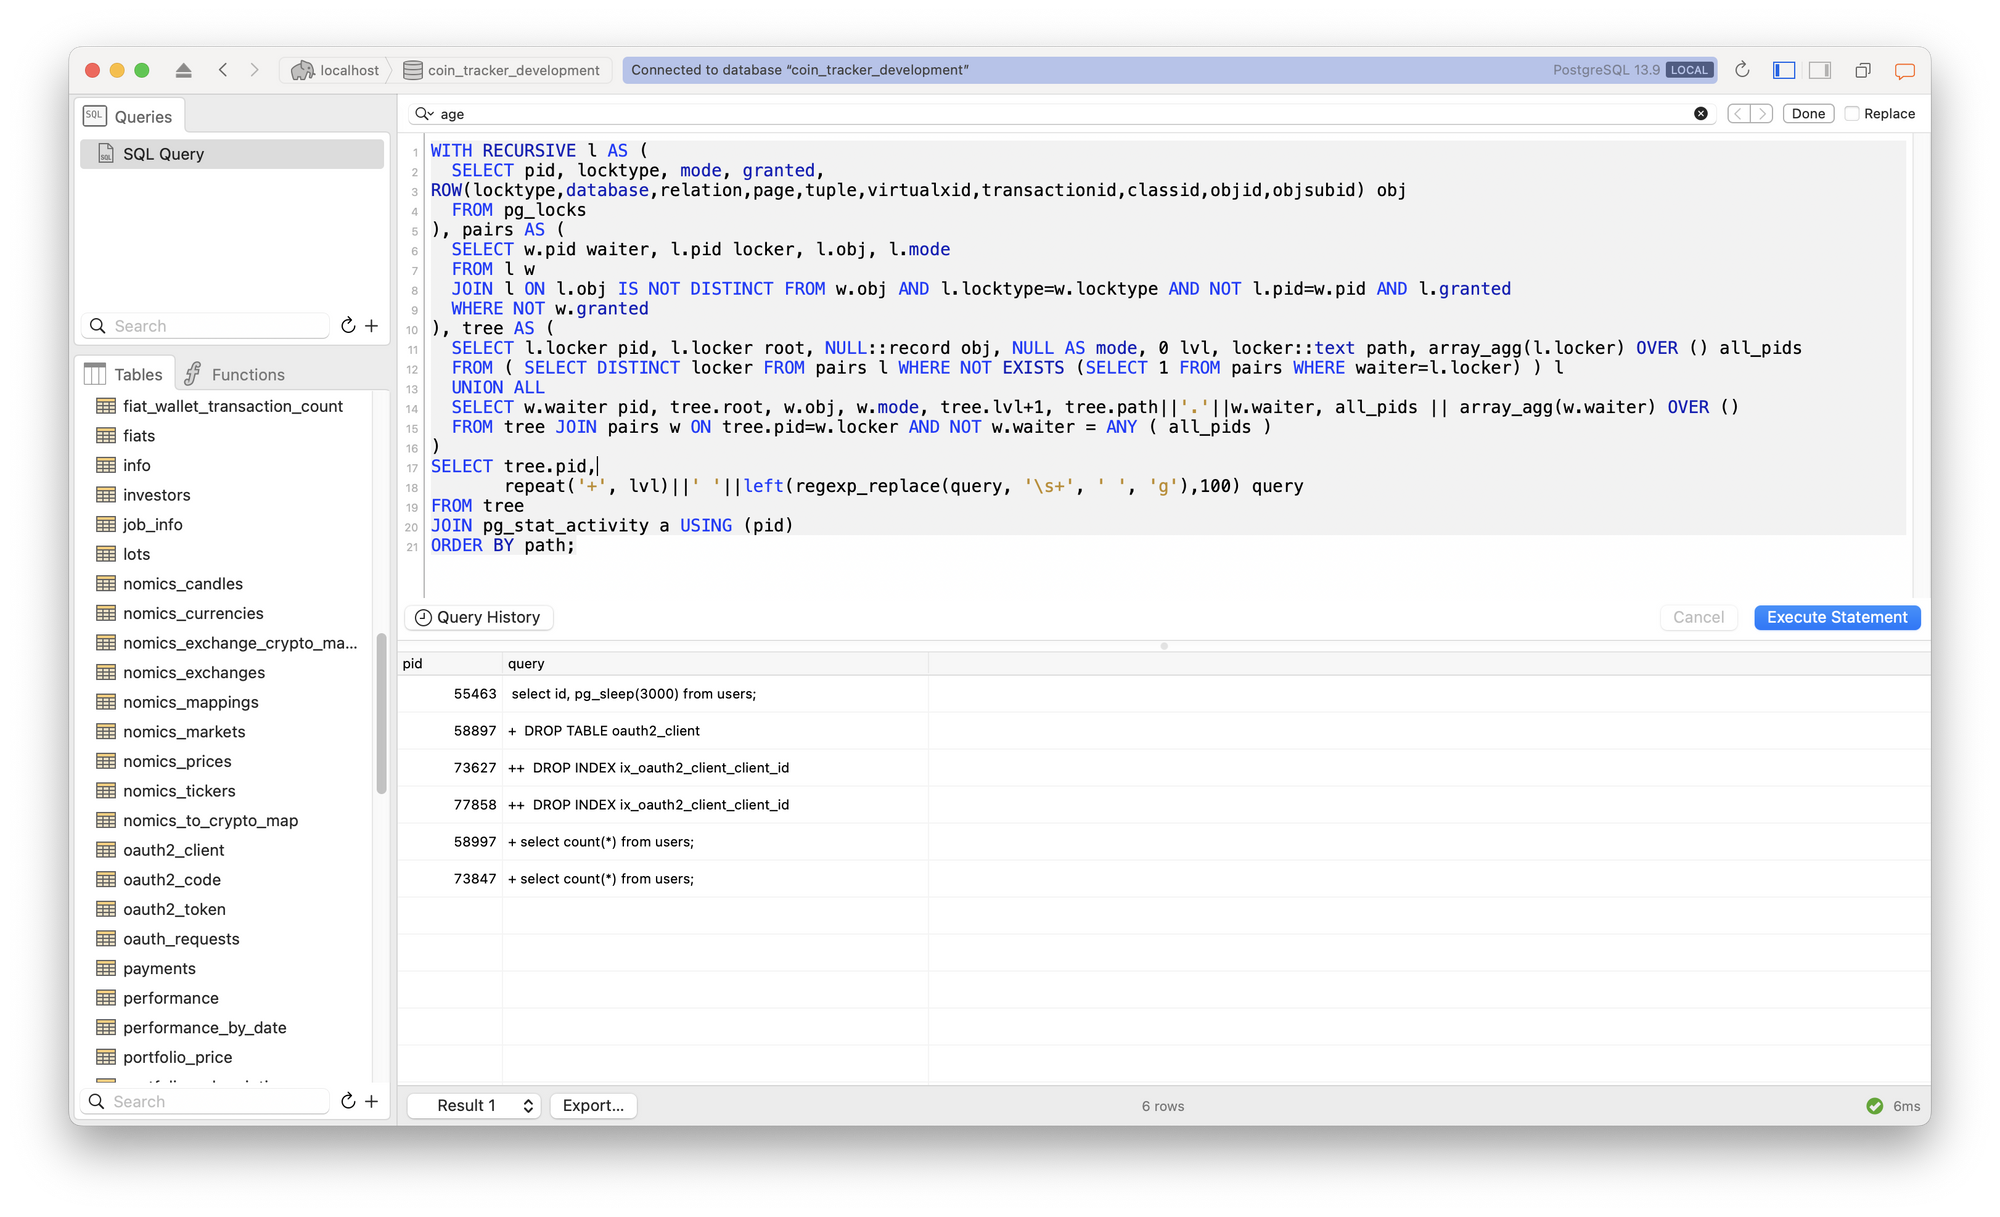 localhost
coin_tracker_development
Connected to database “coin_tracker_development”
PostgreSQL 13.9 LOCAL
SQL Queries
SQL Query
Search
Tables
Functions
fiat_wallet_transaction_count
fiats
info
investors
job_info
lots
nomics_candles
nomics_currencies
nomics_exchange_crypto_ma...
nomics_exchanges
nomics_mappings
nomics_markets
nomics_prices
nomics_tickers
nomics_to_crypto_map
oauth2_client
oauth2_code
oauth2_token
oauth_requests
payments
performance
performance_by_date
portfolio_price
Search
age
Done
Replace
1 WITH RECURSIVE l AS (
2 SELECT pid, locktype, mode, granted,
3 ROW(locktype,database,relation,page,tuple,virtualxid,transactionid,classid,objid,objsubid) obj
4 FROM pg_locks
5 ), pairs AS (
6 SELECT w.pid waiter, l.pid locker, l.obj, l.mode
7 FROM l w
8 JOIN l ON l.obj IS NOT DISTINCT FROM w.obj AND l.locktype=w.locktype AND NOT l.pid=w.pid AND l.granted
9 WHERE NOT w.granted
10 ), tree AS (
11 SELECT l.locker pid, l.locker root, NULL::record obj, NULL AS mode, 0 lvl, locker::text path, array_agg(l.locker) OVER () all_pids
12 FROM ( SELECT DISTINCT locker FROM pairs l WHERE NOT EXISTS (SELECT 1 FROM pairs WHERE waiter=l.locker) ) l
13 UNION ALL
14 SELECT w.waiter pid, tree.root, w.obj, w.mode, tree.lvl+1, tree.path||'.'||w.waiter, all_pids || array_agg(w.waiter) OVER ()
15 FROM tree JOIN pairs w ON tree.pid=w.locker AND NOT w.waiter = ANY ( all_pids )
16 )
17 SELECT tree.pid,
18 repeat('+', lvl)||' '||left(regexp_replace(query, '\s+', ' ', 'g'),100) query
19 FROM tree
20 JOIN pg_stat_activity a USING (pid)
21 ORDER BY path;
Query History
Cancel
Execute Statement
pid query
55463 select id, pg_sleep(3000) from users;
58897 + DROP TABLE oauth2_client
73627 ++ DROP INDEX ix_oauth2_client_client_id
77858 ++ DROP INDEX ix_oauth2_client_client_id
58997 + select count(*) from users;
73847 + select count(*) from users;
Result 1
Export...
6 rows
6ms